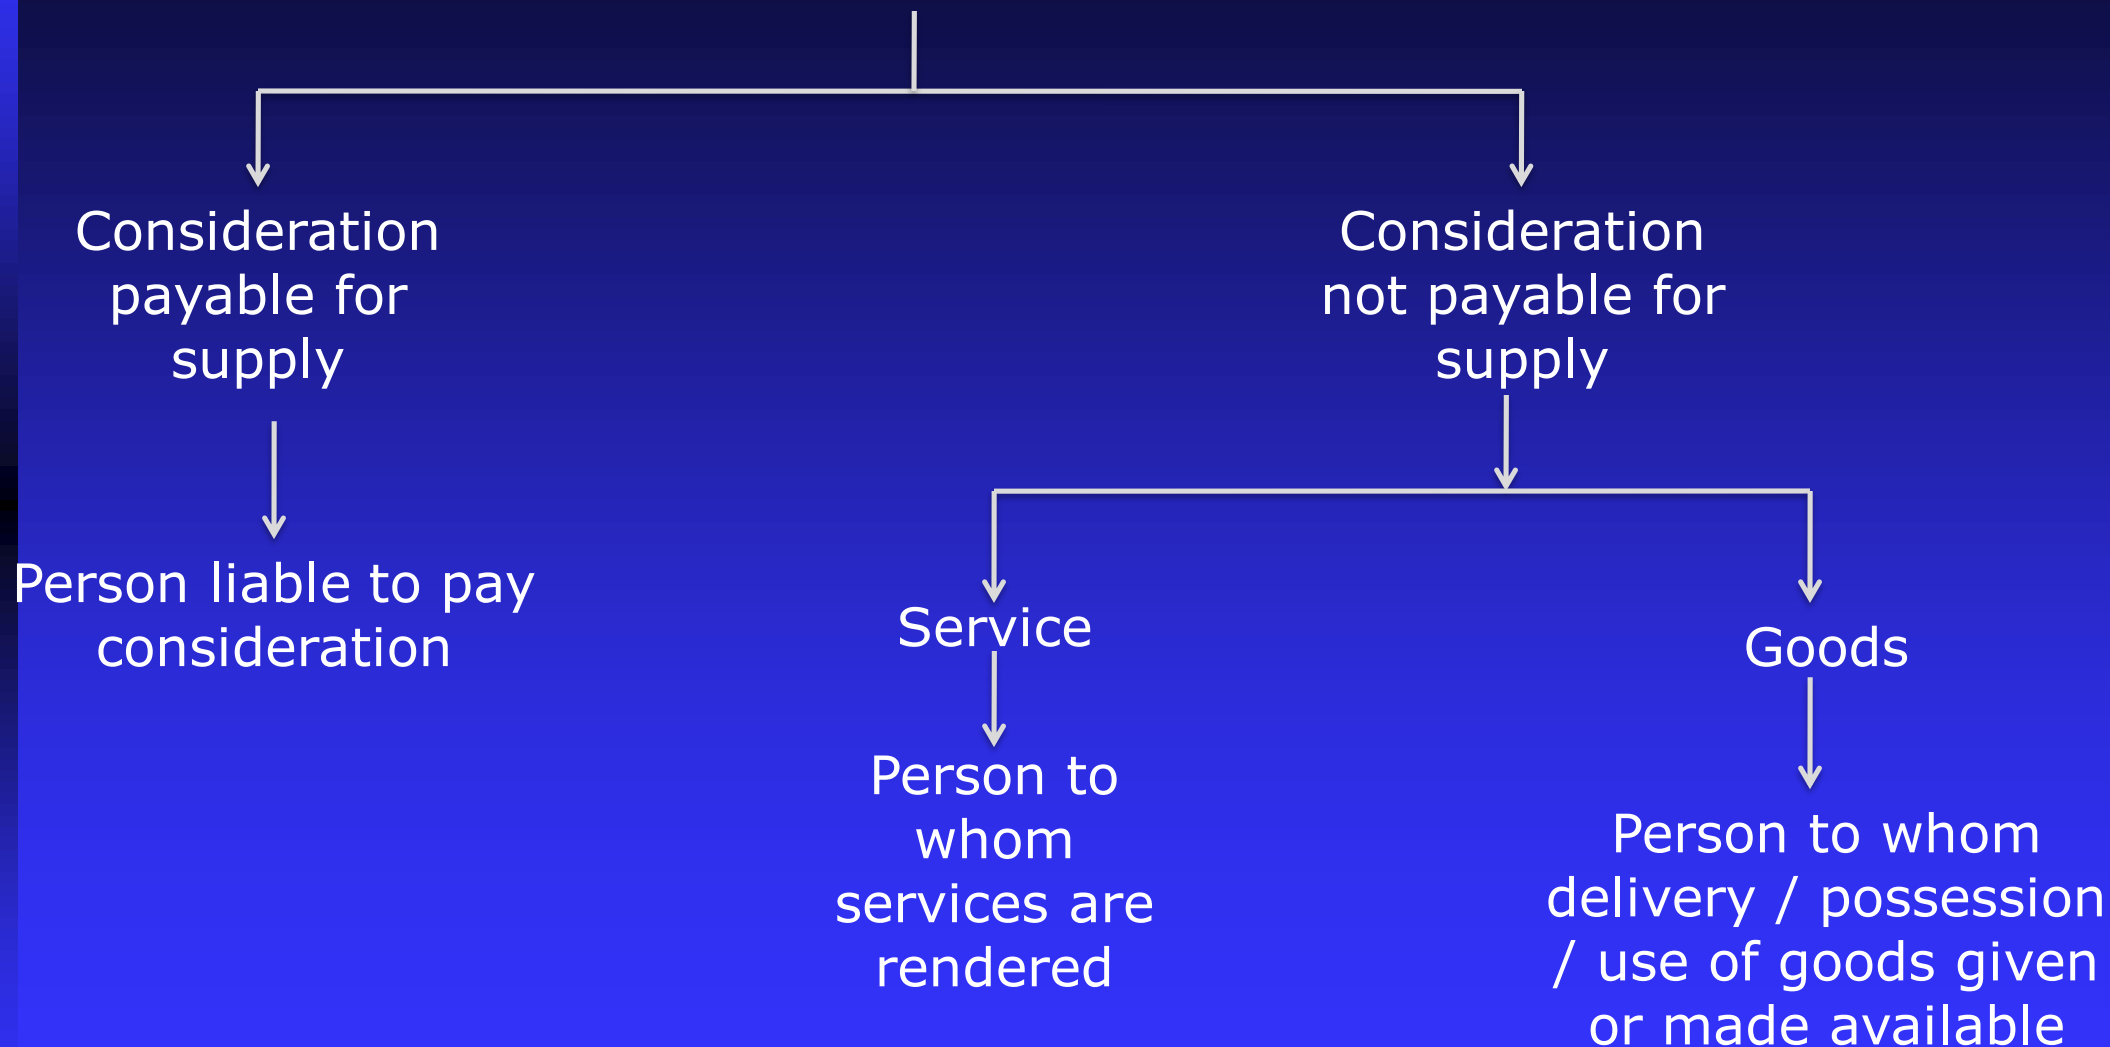 Consideration
payable for
supply
Consideration
not payable for
supply
Person liable to pay
consideration
Service
Goods
Person to
whom
services are
rendered
Person to whom
delivery / possession
/ use of goods given
or made available